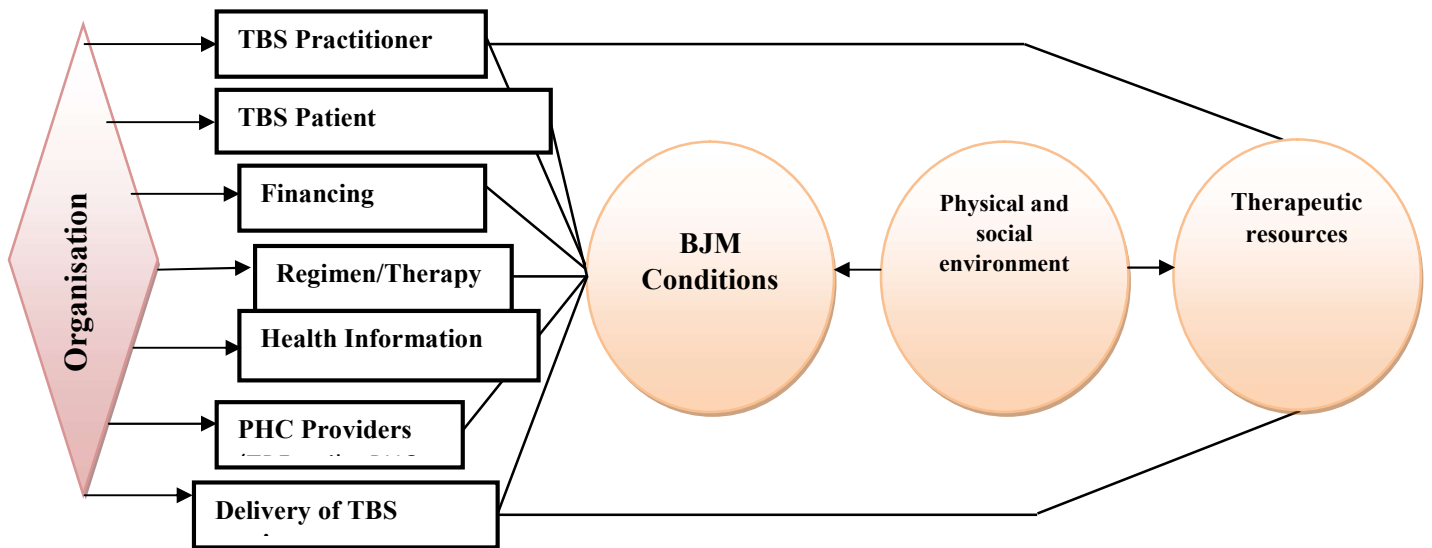 Organisation
TBS Practitioner
TBS Patient
Financing
Regimen/Therapy
Health Information
PHC Providers
Delivery of TBS
BJM
Conditions
Physical and
social
environment
Therapeutic
resources